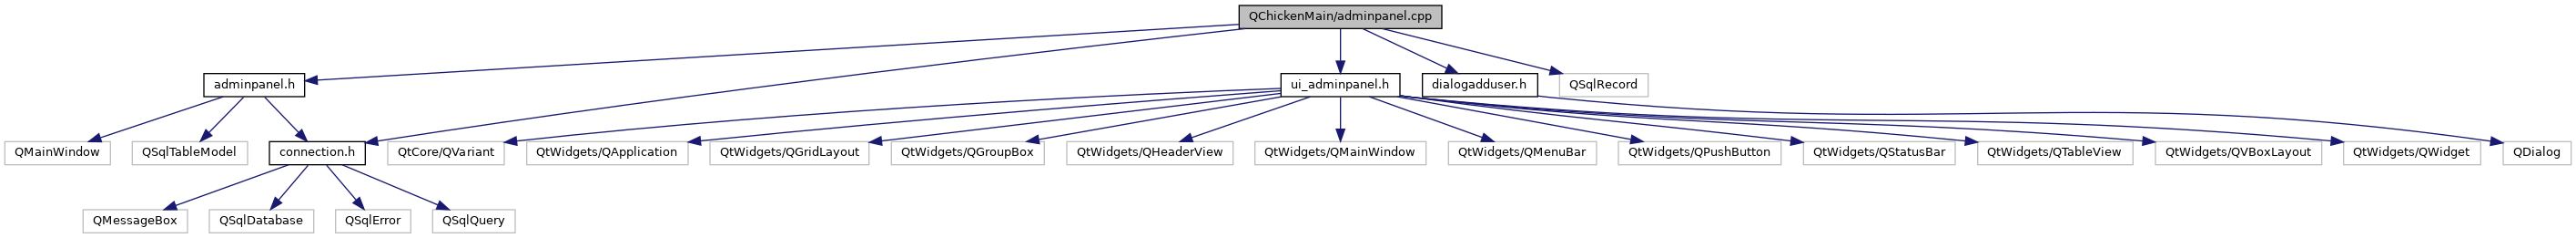 QChickenMain/adminpanel.cpp
adminpanel.h
ui_adminpanel.h
dialogadduser.h
QSqlRecord
QMainWindow
QSqlTableModel
connection.h
QtCore/QVariant
QtWidgets/QApplication
QtWidgets/QGridLayout
QtWidgets/QGroupBox
QtWidgets/QHeaderView
QtWidgets/QMainWindow
QtWidgets/QMenuBar
QtWidgets/QPushButton
QtWidgets/QStatusBar
QtWidgets/QTableView
QtWidgets/QVBoxLayout
QtWidgets/QWidget
QDialog
QMessageBox
QSqlDatabase
QSqlError
QSqlQuery